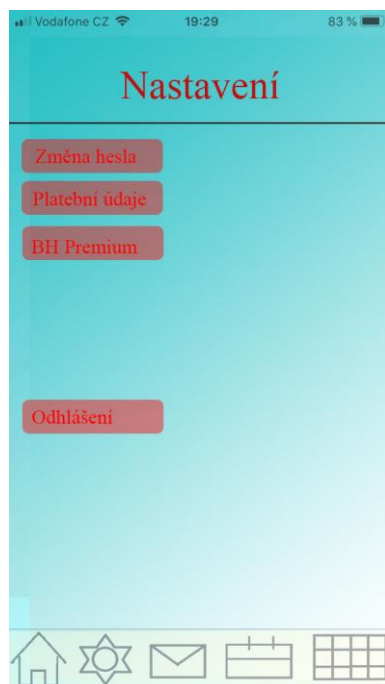 Vodafone CZ 19:29 83 %
Nastavení
Změna hesla
Platební údaje
BH Premium
Odhlášení